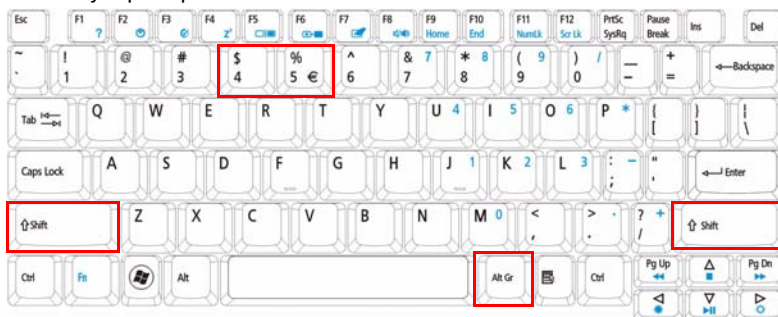 Esc F1 ? F2 F3 F4 z F5 F6 F7 F8 F9 Home F10 End F11 NumLk F12 Scr Lk PrtSc SysRq Pause Break Ins Del
~ ` ! 1 @ 2 # 3 $ 4 % 5 € ^ 6 & 7 7 * 8 8 ( 9 9 ) / 0 _ - + = Backspace
Tab Q W E R T Y U 4 I 5 O 6 P * { [ } ] | \
Caps Lock A S D F G H J 1 K 2 L 3 : - ; " ' Enter
Shift Z X C V B N M 0 < , > . . ? + / Shift
Ctrl Fn Alt Alt Gr Ctrl Pg Up Pg Dn